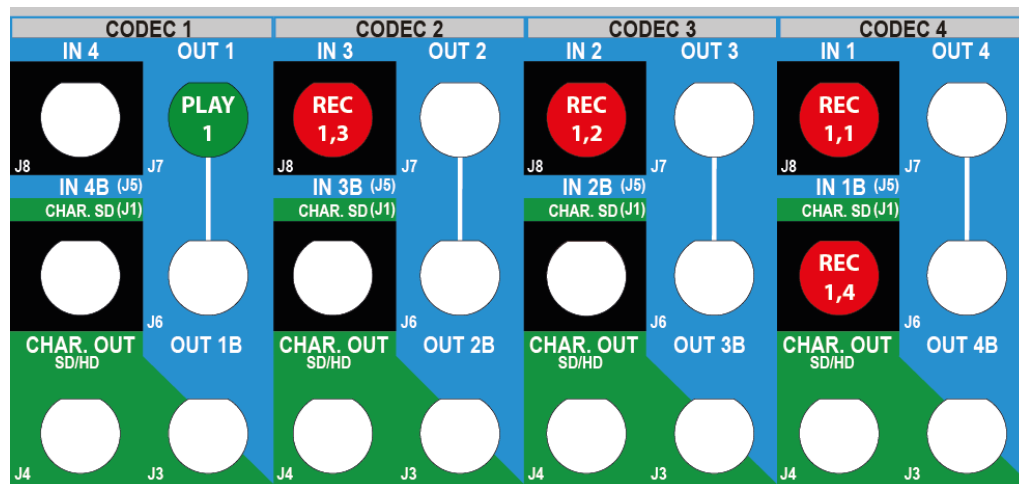 CODEC 1 CODEC 2 CODEC 3 CODEC 4
IN 4 OUT 1 IN 3 OUT 2 IN 2 OUT 3 IN 1 OUT 4
PLAY REC REC REC
1 1,3 1,2 1,1
J8 J7 J8 J7 J8 J7 J8 J7
IN 4B (J5) IN 3B (J5) IN 2B (J5) IN 1B (J5)
CHAR. SD (J1) CHAR. SD (J1) CHAR. SD (J1) CHAR. SD (J1)
REC
1,4
J6 J6 J6 J6
CHAR. OUT OUT 1B CHAR. OUT OUT 2B CHAR. OUT OUT 3B CHAR. OUT OUT 4B
SD/HD SD/HD SD/HD SD/HD
J4 J3 J4 J3 J4 J3 J4 J3